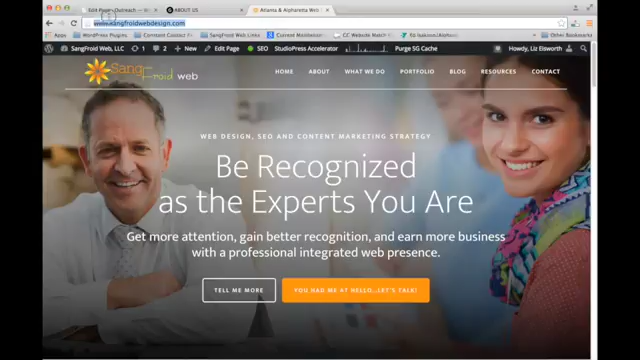 Edit Page ‹ Outreach
ABOUT US
Atlanta & Alpharetta Web
www.sangfroidwebdesign.com
Apps
WordPress Plugins
Constant Contact
SangFroid Web Links
Other Bookmarks
SangFroid Web, LLC
New
Edit Page
SEO
StudioPress Accelerator
Purge SG Cache
Howdy, Liz Elsworth
Sang
Froid web
HOME
ABOUT
WHAT WE DO
PORTFOLIO
BLOG
RESOURCES
CONTACT
WEB DESIGN, SEO AND CONTENT MARKETING STRATEGY
Be Recognized
as the Experts You Are
Get more attention, gain better recognition, and earn more business
with a professional integrated web presence.
TELL ME MORE
YOU HAD ME AT HELLO...LET'S TALK!